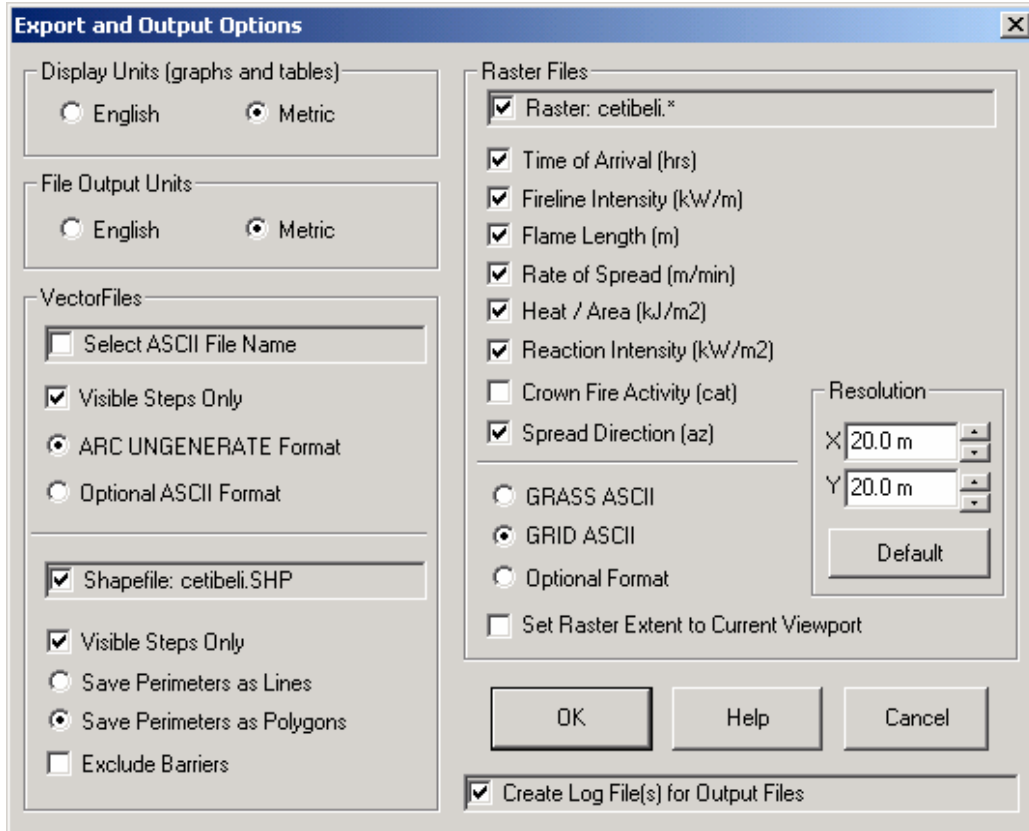 Export and Output Options
Display Units (graphs and tables)
English
Metric
File Output Units
English
Metric
VectorFiles
Select ASCII File Name
Visible Steps Only
ARC UNGENERATE Format
Optional ASCII Format
Shapefile: cetibeli.SHP
Visible Steps Only
Save Perimeters as Lines
Save Perimeters as Polygons
Exclude Barriers
Raster Files
Raster: cetibeli.*
Time of Arrival (hrs)
Fireline Intensity (kW/m)
Flame Length (m)
Rate of Spread (m/min)
Heat / Area (kJ/m2)
Reaction Intensity (kW/m2)
Crown Fire Activity (cat)
Spread Direction (az)
GRASS ASCII
GRID ASCII
Optional Format
Set Raster Extent to Current Viewport
Resolution
X 20.0 m
Y 20.0 m
Default
OK
Help
Cancel
Create Log File(s) for Output Files